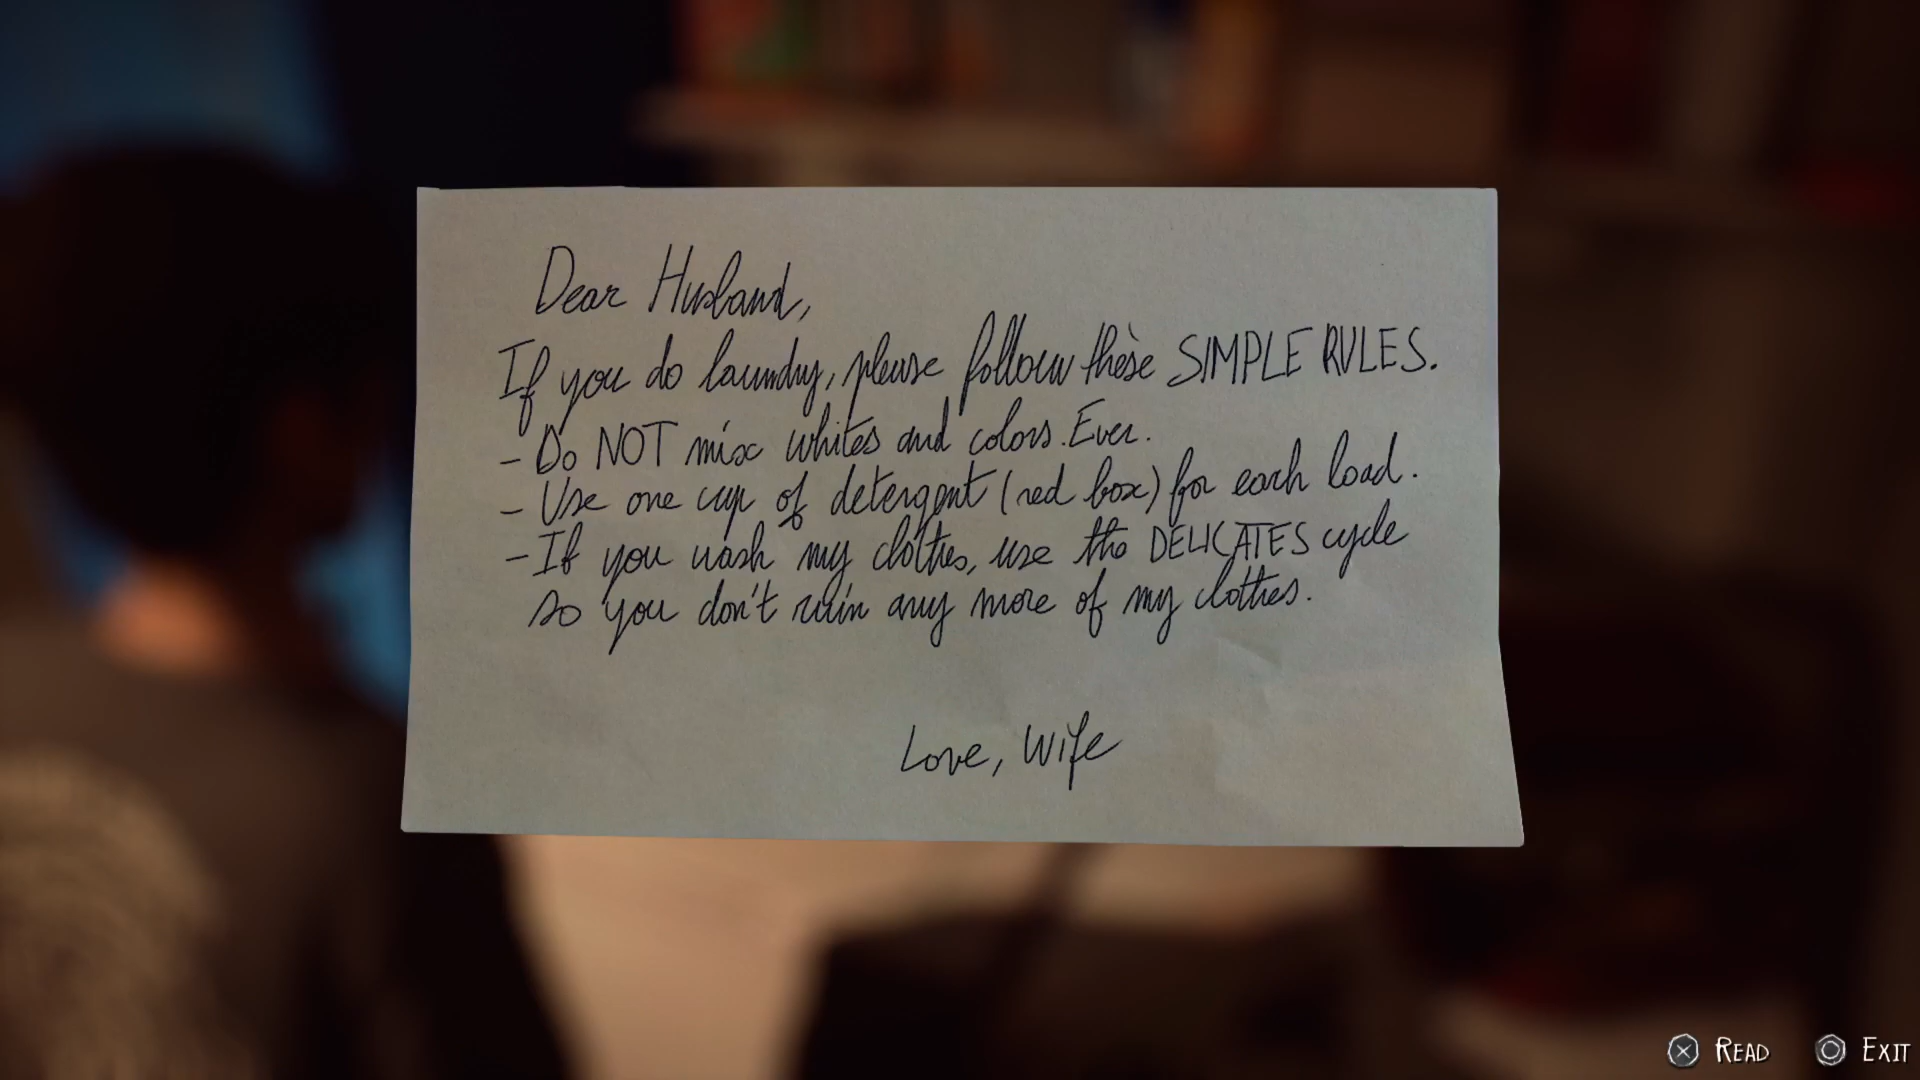 Dear Husband,
If you do laundry, please follow these SIMPLE RULES.
- Do NOT mix whites and colors. Ever.
- Use one cup of detergent (red box) for each load.
- If you wash my clothes, use the DELICATES cycle
so you don't ruin any more of my clothes.
Love, Wife
READ EXIT